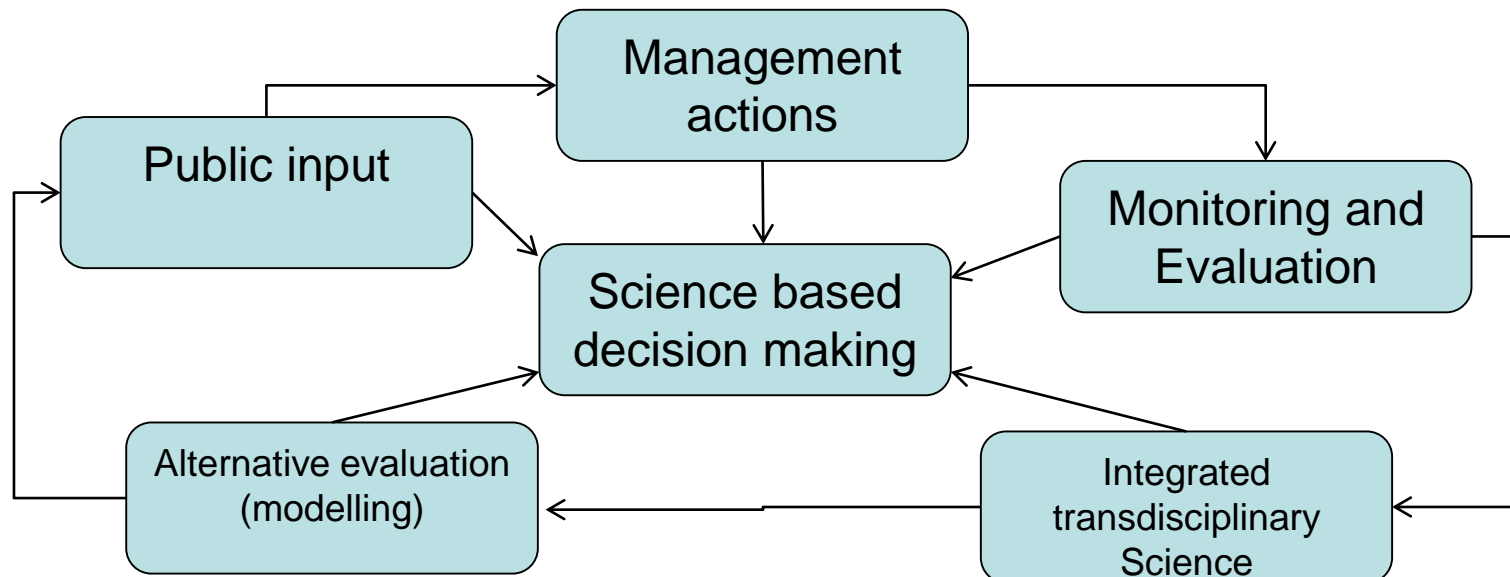 Management
actions
Public input
Monitoring and
Evaluation
Science based
decision making
Alternative evaluation
(modelling)
Integrated
transdisciplinary
Science